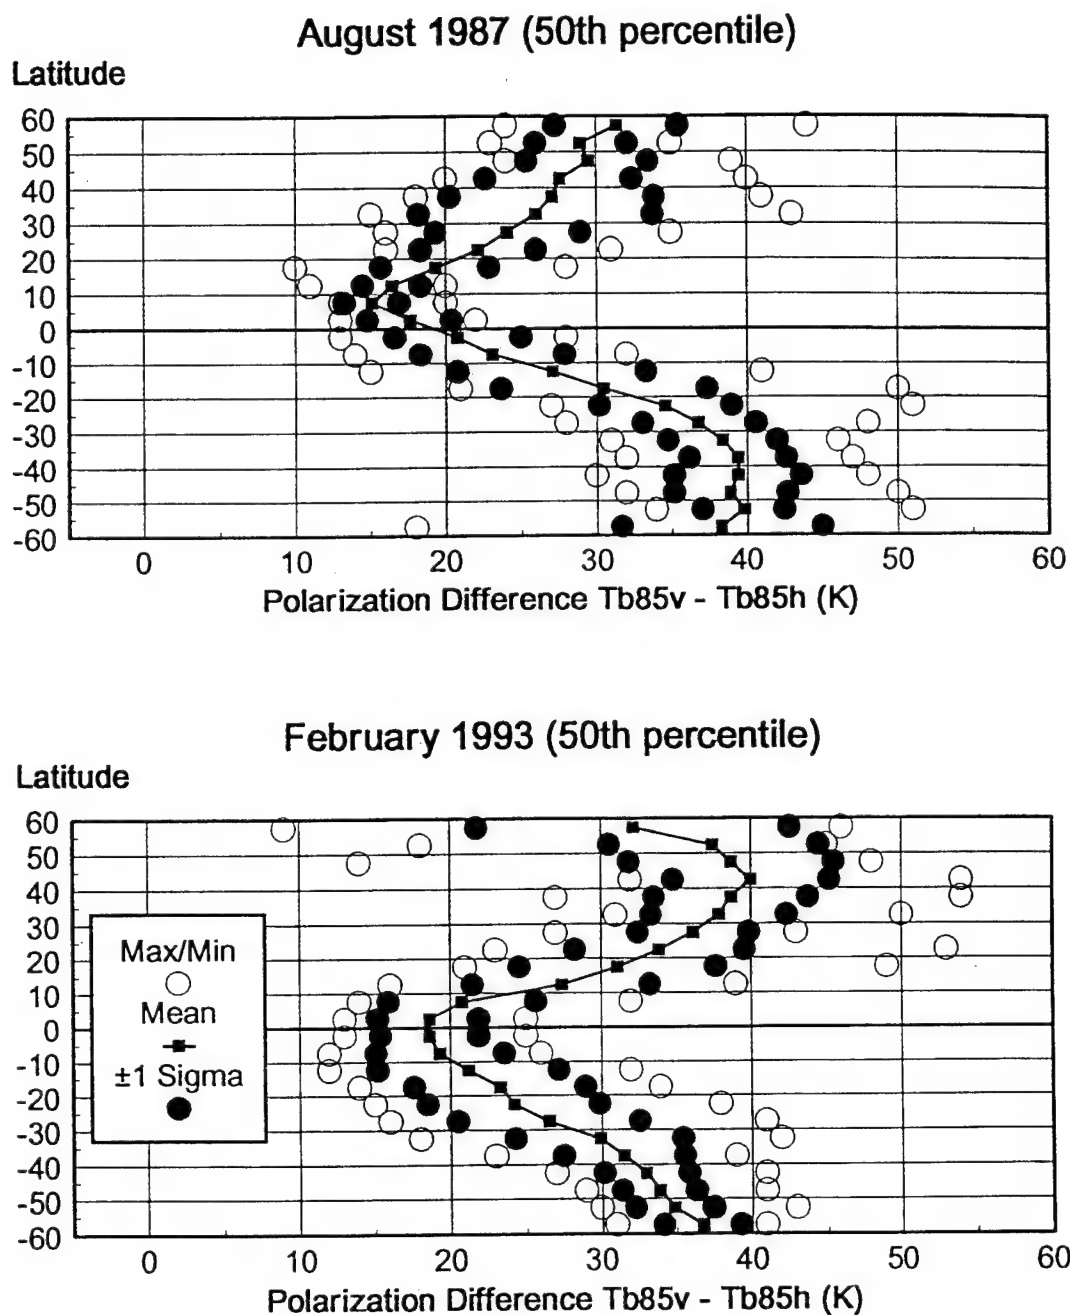 August 1987 (50th percentile)
Latitude
60
50
40
30
20
10
0
-10
-20
-30
-40
-50
-60
0 10 20 30 40 50 60
Polarization Difference Tb85v - Tb85h (K)
February 1993 (50th percentile)
Latitude
60
50
40
30
20
10
0
-10
-20
-30
-40
-50
-60
Max/Min
Mean
±1 Sigma
0 10 20 30 40 50 60
Polarization Difference Tb85v - Tb85h (K)